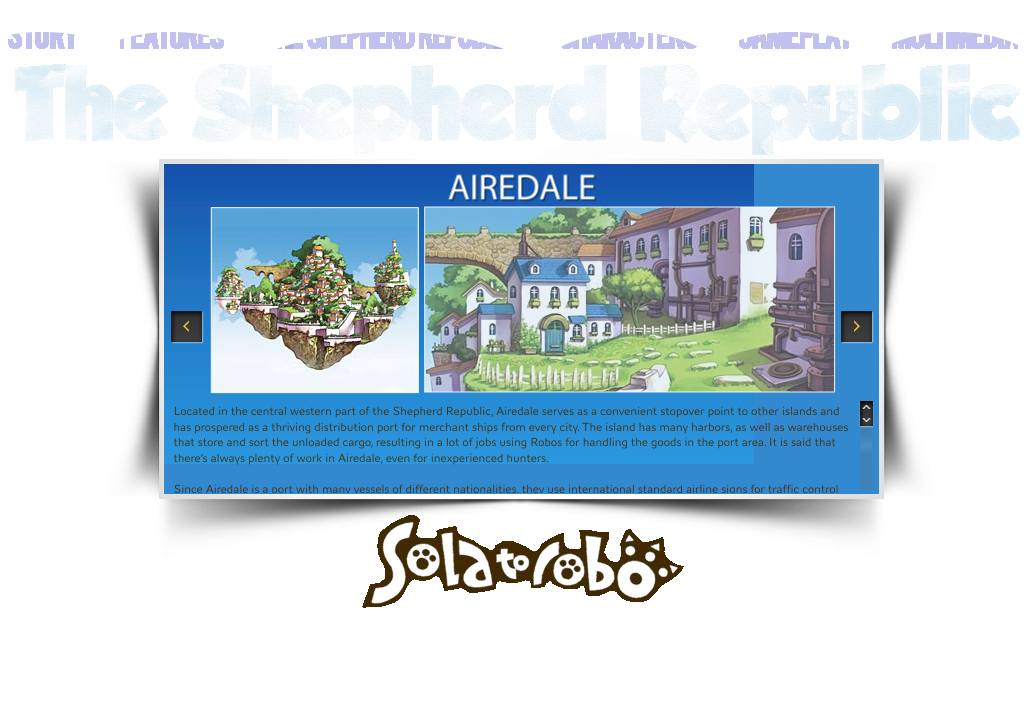 STORY FEATURES THE SHEPHERD REPUBLIC CHARACTERS GAMEPLAY MULTIMEDIA
The Shepherd Republic
AIREDALE
Located in the central western part of the Shepherd Republic, Airedale serves as a convenient stopover point to other islands and
has prospered as a thriving distribution port for merchant ships from every city. The island has many harbors, as well as warehouses
that store and sort the unloaded cargo, resulting in a lot of jobs using Robos for handling the goods in the port area. It is said that
there's always plenty of work in Airedale, even for inexperienced hunters.
Since Airedale is a port with many vessels of different nationalities, they use international standard airline signs for traffic control
Solatorobo